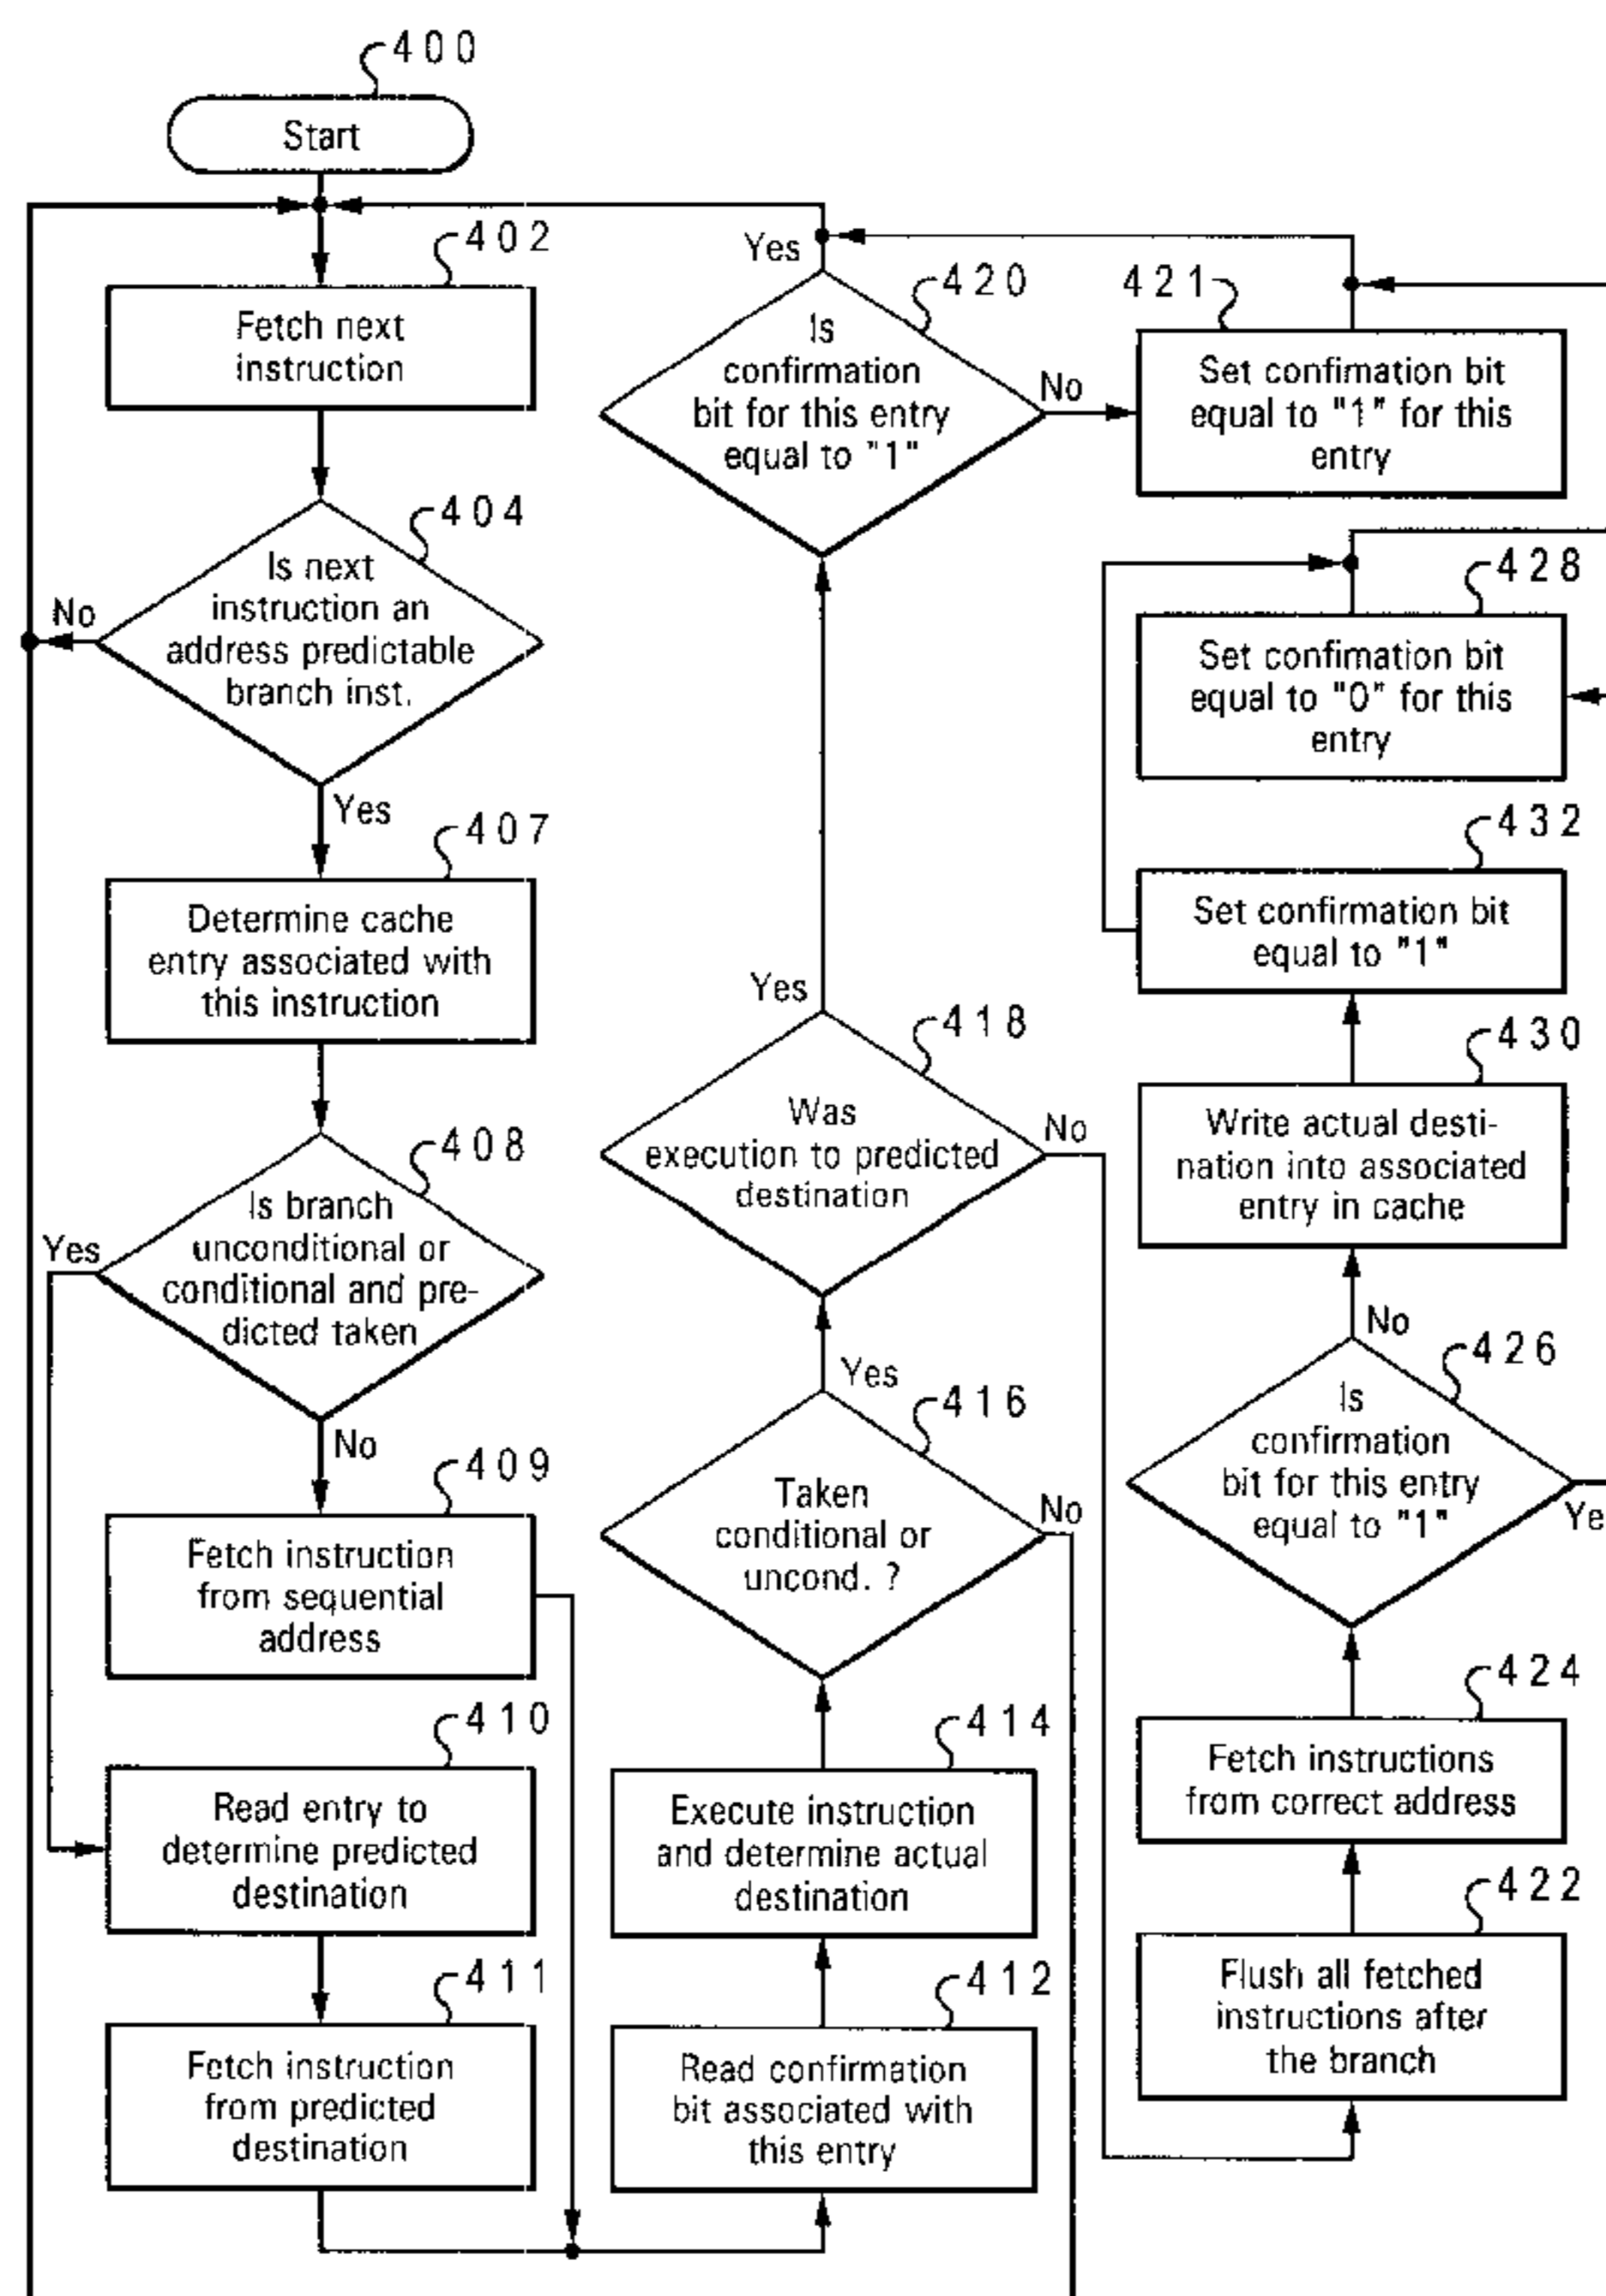 400
Start
402
Fetch next
instruction
404
Is next
instruction an
address predictable
branch inst.
No
Yes
407
Determine cache
entry associated with
this instruction
408
Is branch
unconditional or
conditional and pre-
dicted taken
Yes
No
409
Fetch instruction
from sequential
address
410
Read entry to
determine predicted
destination
411
Fetch instruction
from predicted
destination
412
Read confirmation
bit associated with
this entry
414
Execute instruction
and determine actual
destination
416
Taken
conditional or
uncond. ?
Yes
No
418
Was
execution to predicted
destination
Yes
No
420
Is
confirmation
bit for this entry
equal to "1"
Yes
No
421
Set confimation bit
equal to "1" for this
entry
428
Set confimation bit
equal to "0" for this
entry
432
Set confirmation bit
equal to "1"
430
Write actual desti-
nation into associated
entry in cache
No
426
Is
confirmation
bit for this entry
equal to "1"
Ye
424
Fetch instructions
from correct address
422
Flush all fetched
instructions after
the branch